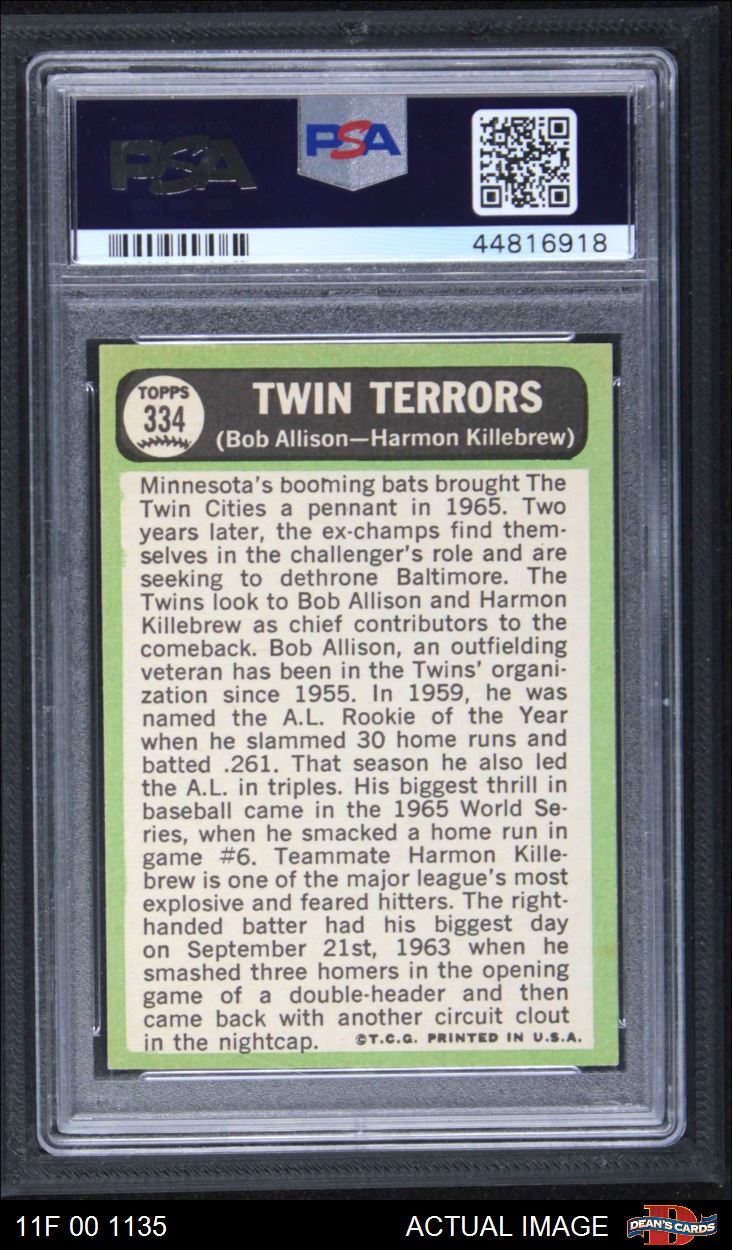 PSA
PSA
44816918
TOPPS
334
TWIN TERRORS
(Bob Allison—Harmon Killebrew)
Minnesota's booming bats brought The
Twin Cities a pennant in 1965. Two
years later, the ex-champs find them-
selves in the challenger's role and are
seeking to dethrone Baltimore. The
Twins look to Bob Allison and Harmon
Killebrew as chief contributors to the
comeback. Bob Allison, an outfielding
veteran has been in the Twins' organi-
zation since 1955. In 1959, he was
named the A.L. Rookie of the Year
when he slammed 30 home runs and
batted .261. That season he also led
the A.L. in triples. His biggest thrill in
baseball came in the 1965 World Se-
ries, when he smacked a home run in
game #6. Teammate Harmon Kille-
brew is one of the major league's most
explosive and feared hitters. The right-
handed batter had his biggest day
on September 21st, 1963 when he
smashed three homers in the opening
game of a double-header and then
came back with another circuit clout
in the nightcap. ©T.C.G. PRINTED IN U.S.A.
11F 00 1135
ACTUAL IMAGE
DEAN'S CARDS